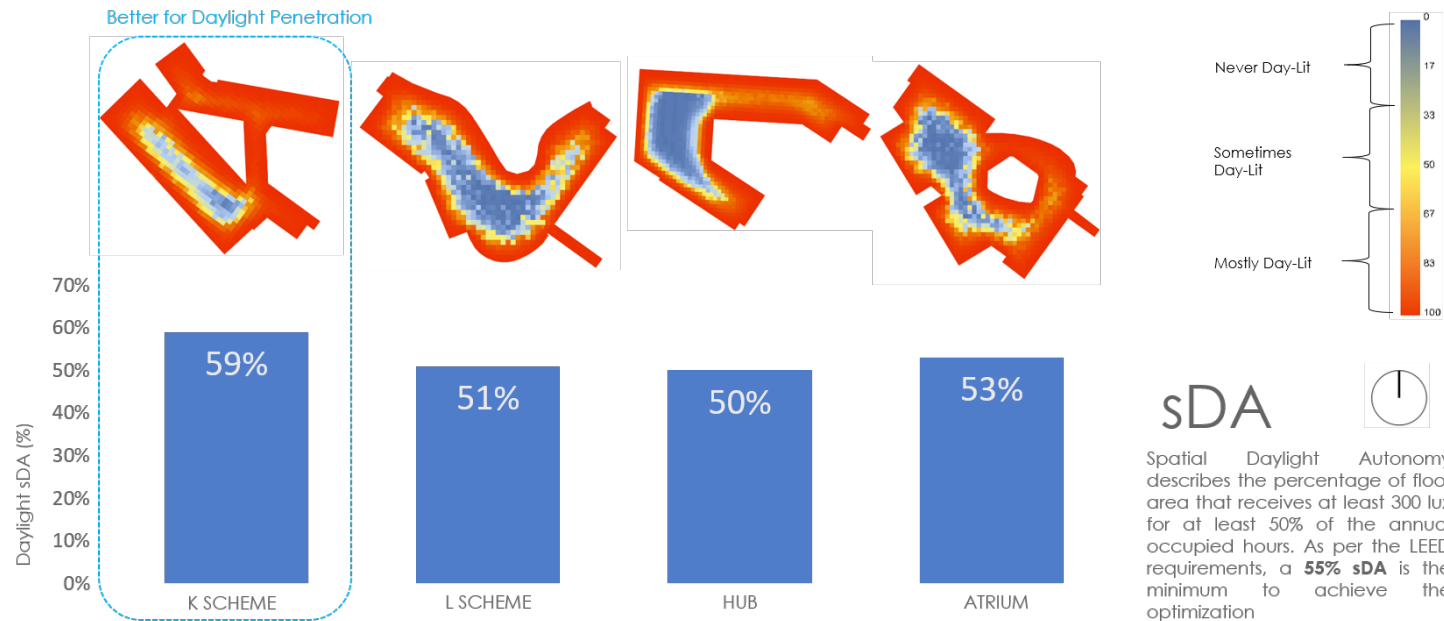 Better for Daylight Penetration
Never Day-Lit
Sometimes
Day-Lit
Mostly Day-Lit
0
17
33
50
67
83
100
Daylight sDA (%)
70%
60%
50%
40%
30%
20%
10%
0%
59%
51%
50%
53%
K SCHEME
L SCHEME
HUB
ATRIUM
sDA
Spatial Daylight Autonomy
describes the percentage of floo
area that receives at least 300 lu
for at least 50% of the annua
occupied hours. As per the LEED
requirements, a 55% sDA is the
minimum to achieve the
optimization